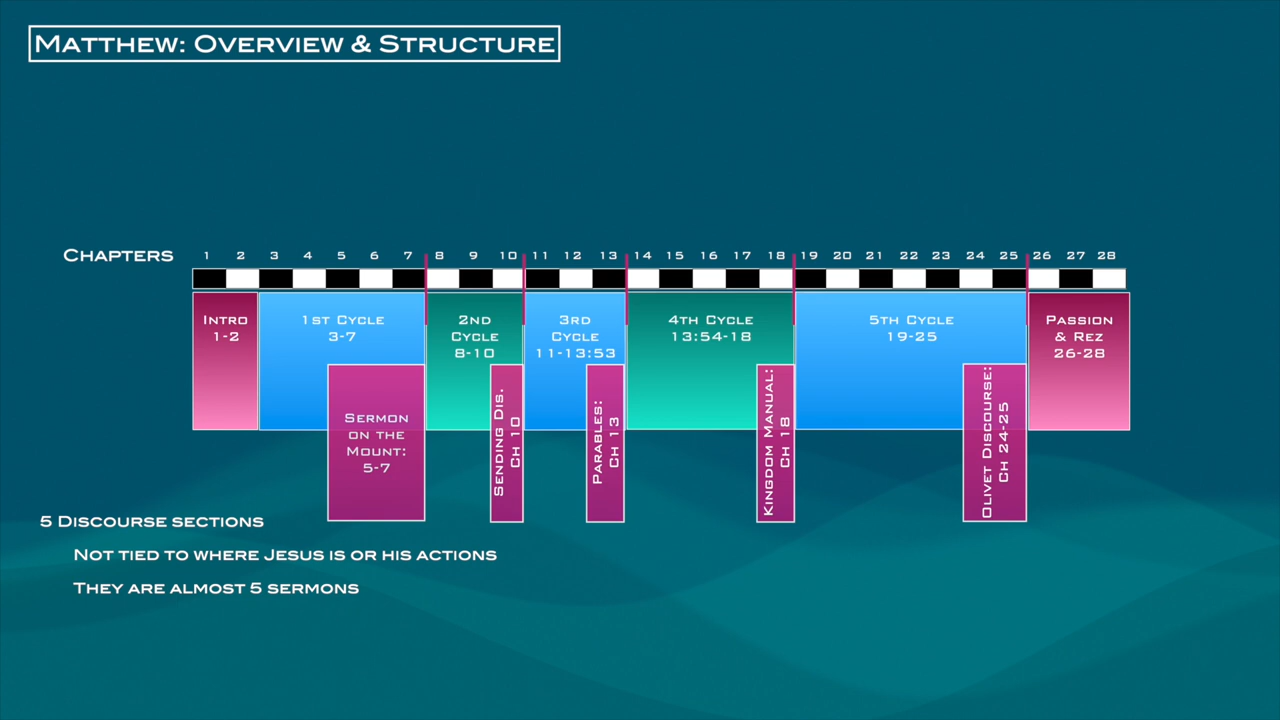 Matthew: Overview & Structure
Chapters 1 2 3 4 5 6 7 8 9 10 11 12 13 14 15 16 17 18 19 20 21 22 23 24 25 26 27 28
Intro
1-2
1st Cycle
3-7
2nd
Cycle
8-10
3rd
Cycle
11-13:53
4th Cycle
13:54-18
5th Cycle
19-25
Passion
& Rez
26-28
Sermon
on the
Mount:
5-7
Sending Dis.
Ch 10
Parables:
Ch 13
Kingdom Manual:
Ch 18
Olivet Discourse:
Ch 24-25
5 Discourse sections
Not tied to where Jesus is or his actions
They are almost 5 sermons